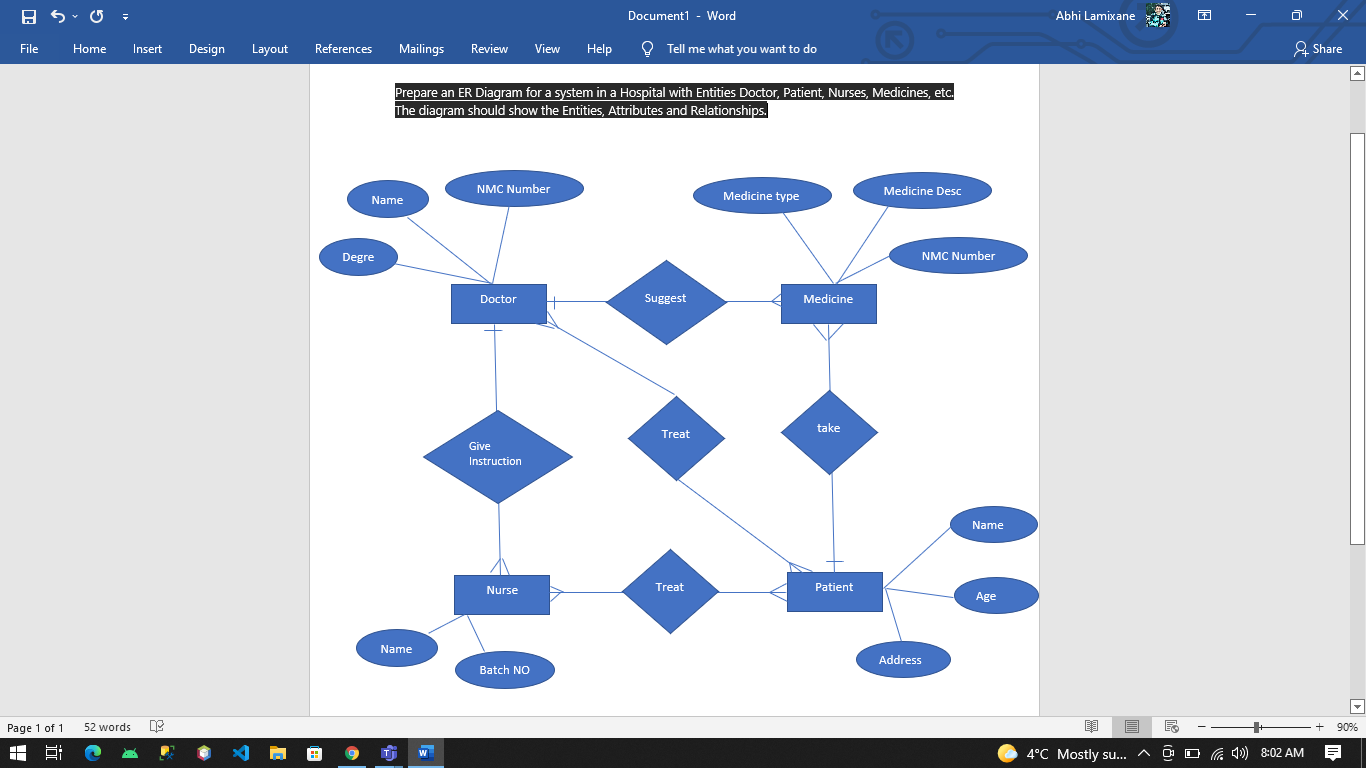 Document1 - Word
Abhi Lamixane
File Home Insert Design Layout References Mailings Review View Help Tell me what you want to do Share
Prepare an ER Diagram for a system in a Hospital with Entities Doctor, Patient, Nurses, Medicines, etc.
The diagram should show the Entities, Attributes and Relationships.
Name
NMC Number
Medicine type
Medicine Desc
Degre
NMC Number
Doctor
Suggest
Medicine
Give
Instruction
Treat
take
Name
Nurse
Treat
Patient
Age
Name
Batch NO
Address
Page 1 of 1 52 words 90%
4°C Mostly su... 8:02 AM